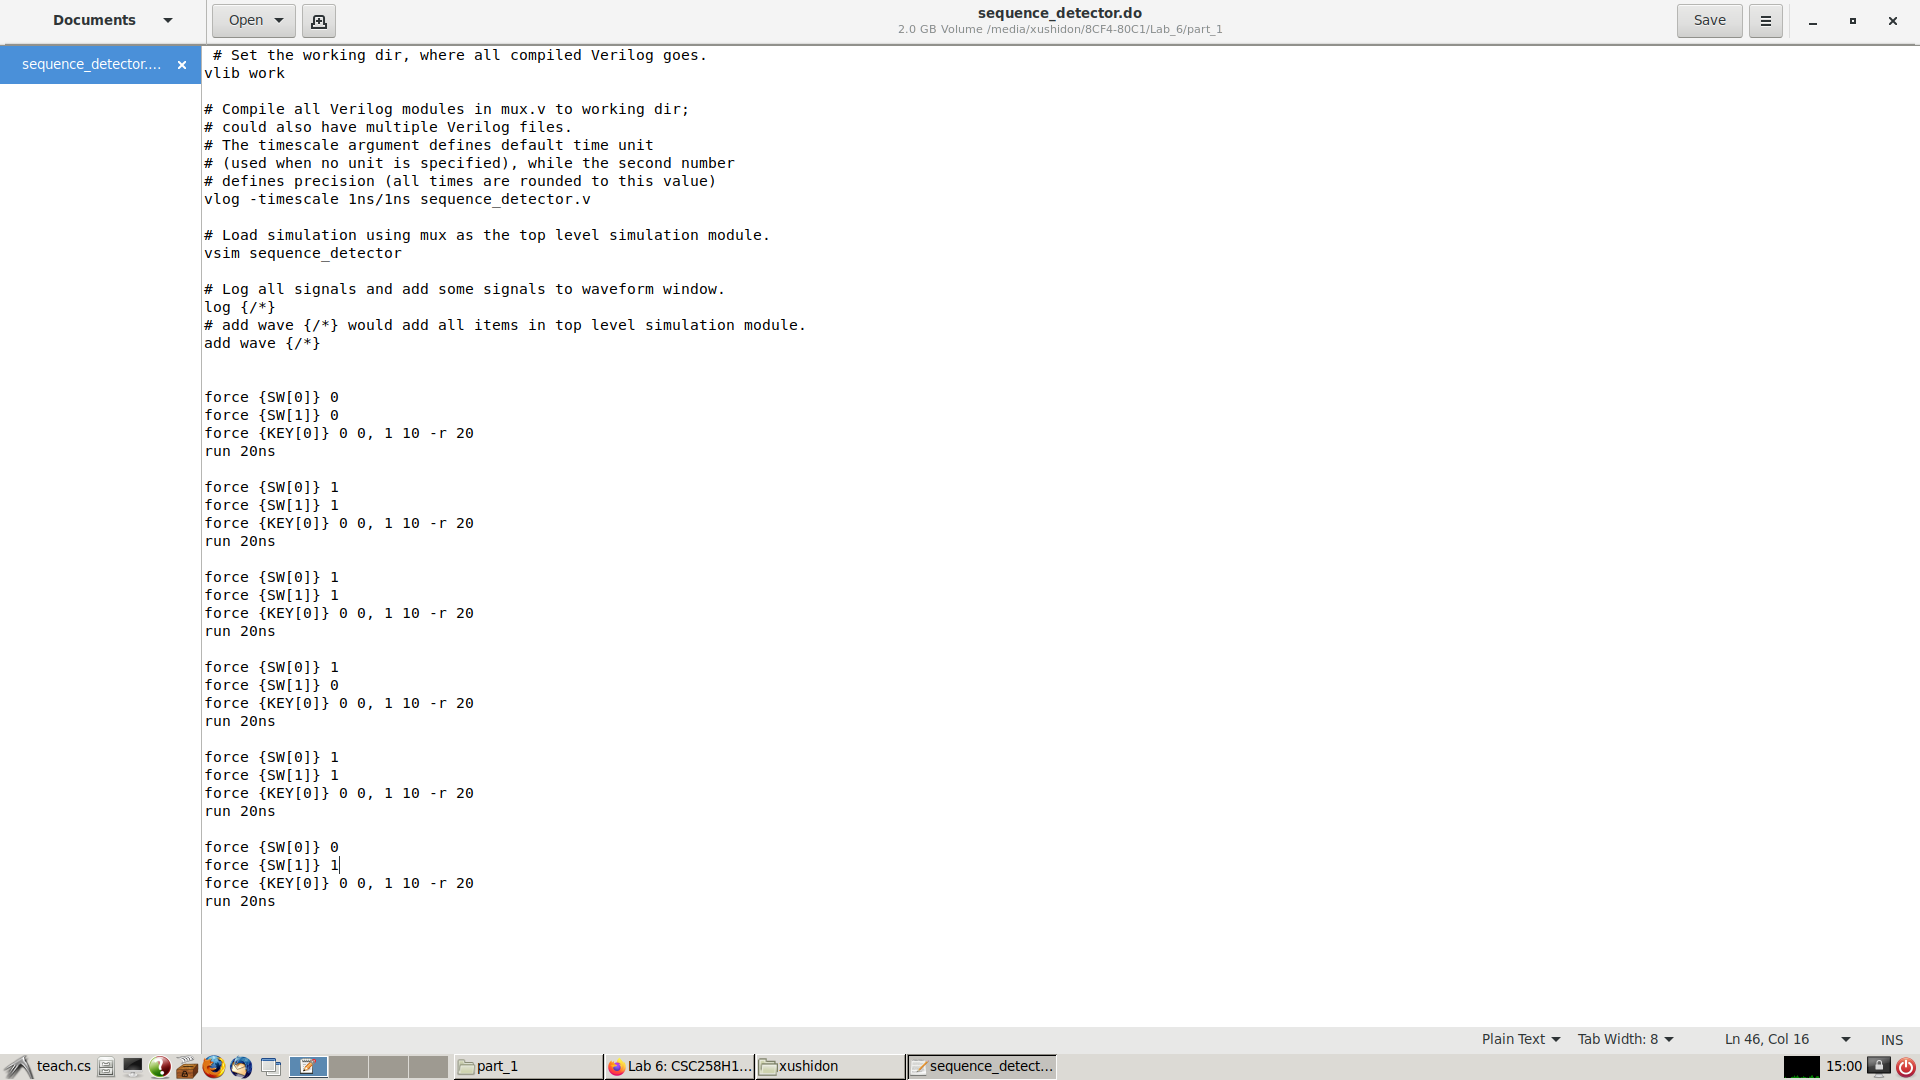 Documents
Open
sequence_detector.do
2.0 GB Volume /media/xushidon/8CF4-80C1/Lab_6/part_1
Save
sequence_detector....
# Set the working dir, where all compiled Verilog goes.
vlib work
# Compile all Verilog modules in mux.v to working dir;
# could also have multiple Verilog files.
# The timescale argument defines default time unit
# (used when no unit is specified), while the second number
# defines precision (all times are rounded to this value)
vlog -timescale 1ns/1ns sequence_detector.v
# Load simulation using mux as the top level simulation module.
vsim sequence_detector
# Log all signals and add some signals to waveform window.
log {/*}
# add wave {/*} would add all items in top level simulation module.
add wave {/*}
force {SW[0]} 0
force {SW[1]} 0
force {KEY[0]} 0 0, 1 10 -r 20
run 20ns
force {SW[0]} 1
force {SW[1]} 1
force {KEY[0]} 0 0, 1 10 -r 20
run 20ns
force {SW[0]} 1
force {SW[1]} 1
force {KEY[0]} 0 0, 1 10 -r 20
run 20ns
force {SW[0]} 1
force {SW[1]} 0
force {KEY[0]} 0 0, 1 10 -r 20
run 20ns
force {SW[0]} 1
force {SW[1]} 1
force {KEY[0]} 0 0, 1 10 -r 20
run 20ns
force {SW[0]} 0
force {SW[1]} 1
force {KEY[0]} 0 0, 1 10 -r 20
run 20ns
Plain Text
Tab Width: 8
Ln 46, Col 16
INS
teach.cs
part_1
Lab 6: CSC258H1...
xushidon
sequence_detect...
15:00